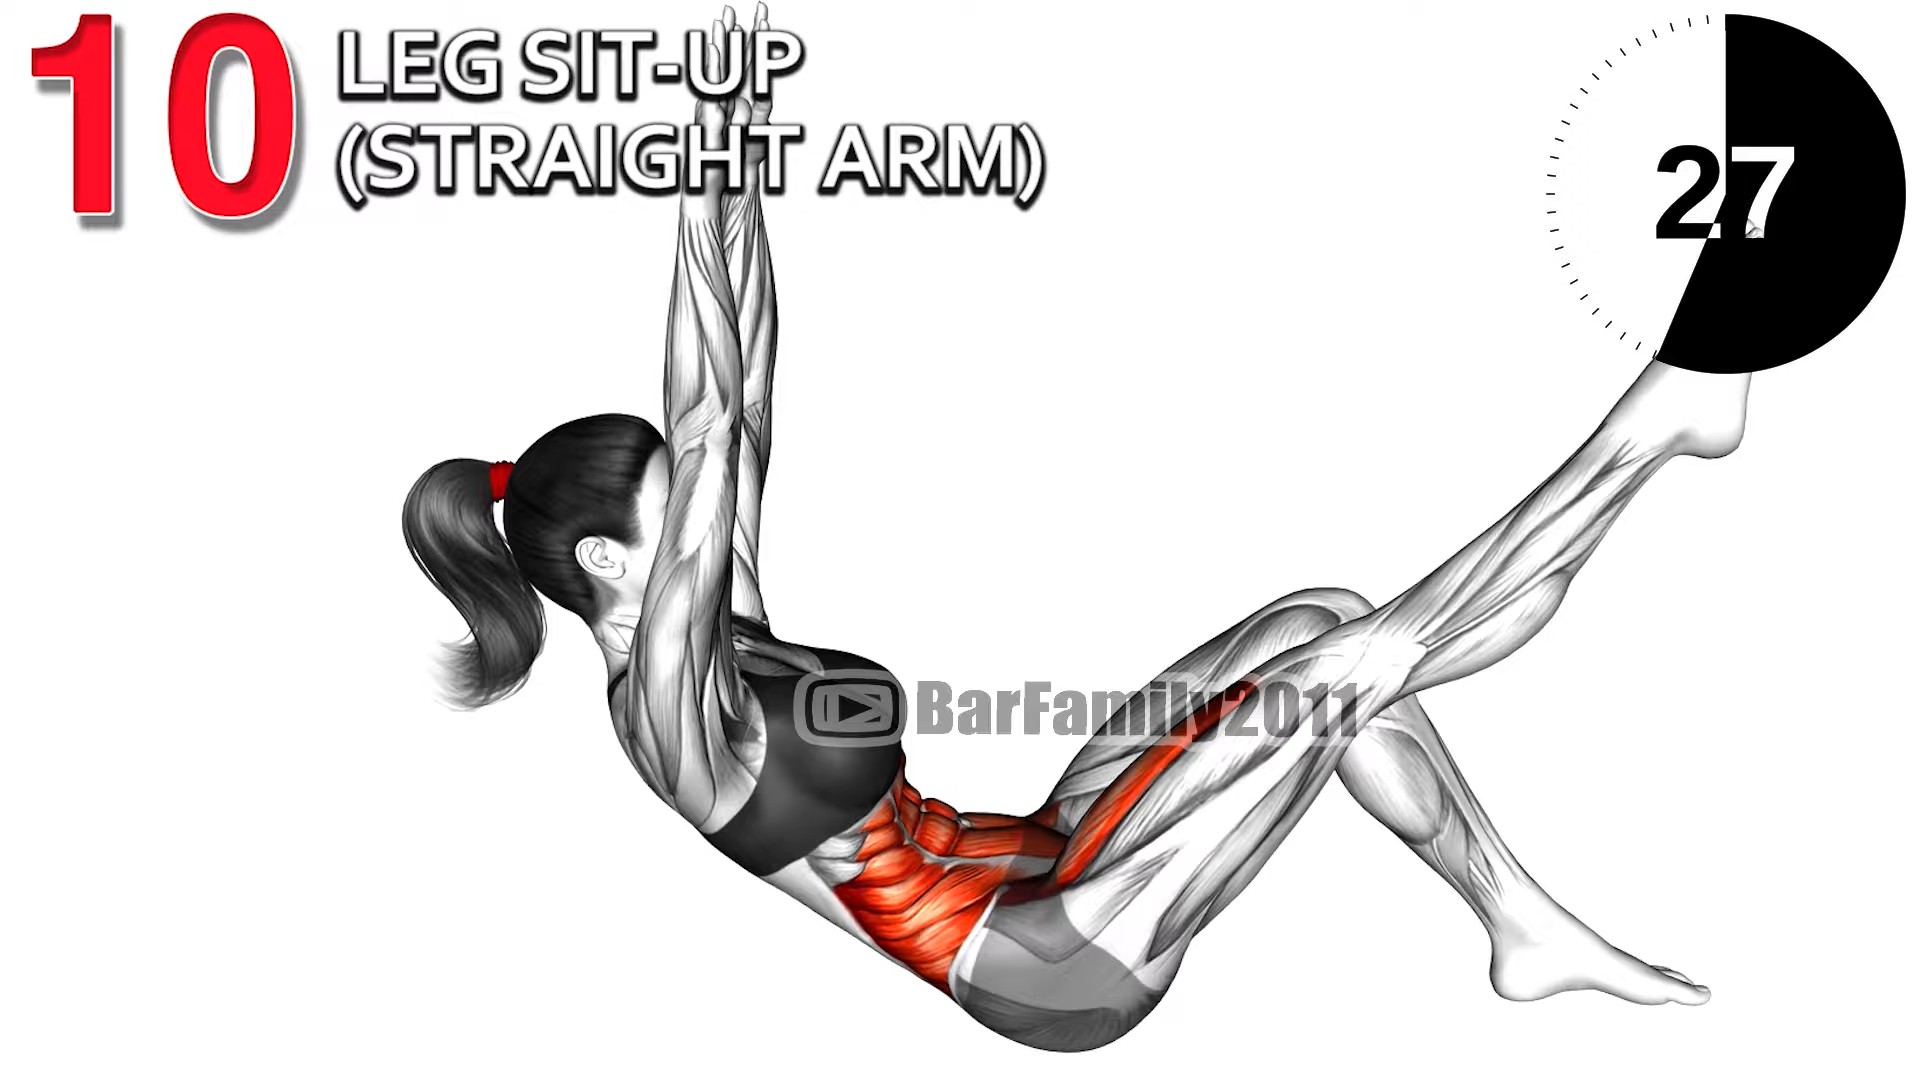 10
LEG SIT-UP
(STRAIGHT ARM)
27
BarFamily2011